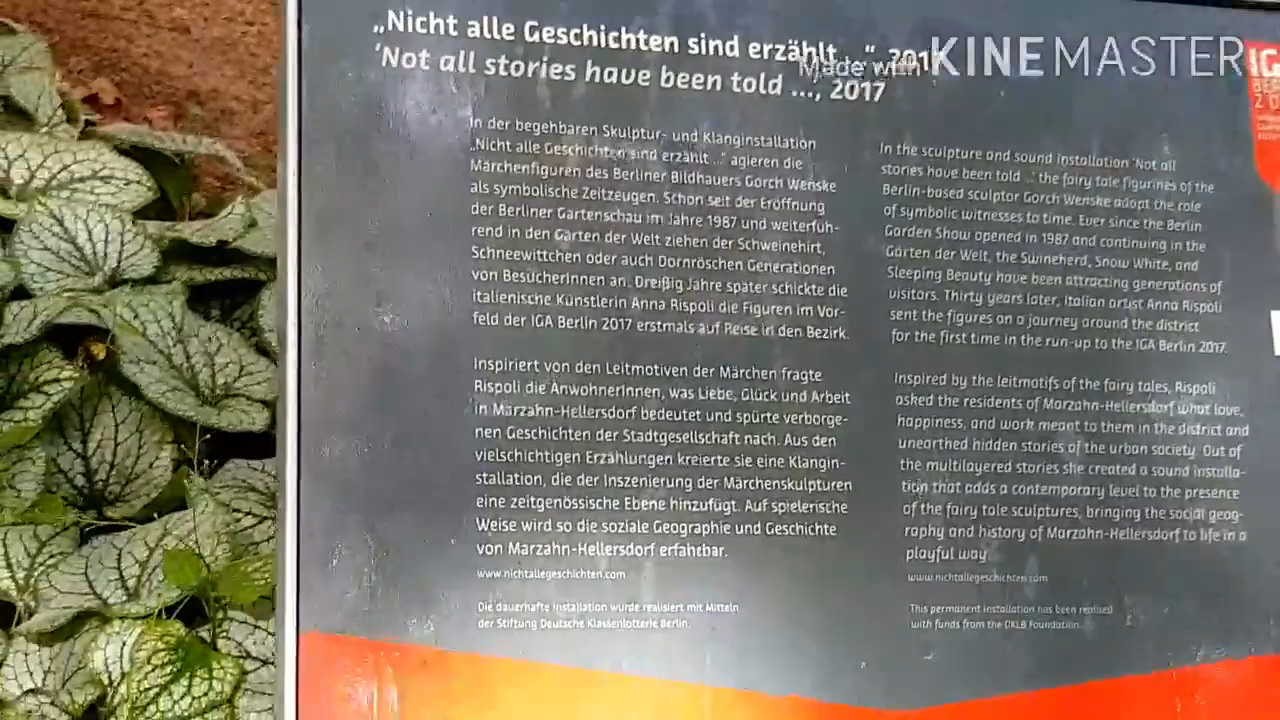 „Nicht alle Geschichten sind erzählt ...“, 2017
‘Not all stories have been told ..., 2017
Made with KINEMASTER
IG
BER
20
In der begehbaren Skulptur- und Klanginstallation
„Nicht alle Geschichten sind erzählt ...“ agieren die
Märchenfiguren des Berliner Bildhauers Gorch Wenske
als symbolische Zeitzeugen. Schon seit der Eröffnung
der Berliner Gartenschau im Jahre 1987 und weiterfüh-
rend in den Gärten der Welt ziehen der Schweinehirt,
Schneewittchen oder auch Dornröschen Generationen
von BesucherInnen an. Dreißig Jahre später schickte die
italienische Künstlerin Anna Rispoli die Figuren im Vor-
feld der IGA Berlin 2017 erstmals auf Reise in den Bezirk.
Inspiriert von den Leitmotiven der Märchen fragte
Rispoli die AnwohnerInnen, was Liebe, Glück und Arbeit
in Marzahn-Hellersdorf bedeutet und spürte verborge-
nen Geschichten der Stadtgesellschaft nach. Aus den
vielschichtigen Erzählungen kreierte sie eine Klangin-
stallation, die der Inszenierung der Märchenskulpturen
eine zeitgenössische Ebene hinzufügt. Auf spielerische
Weise wird so die soziale Geographie und Geschichte
von Marzahn-Hellersdorf erfahrbar.
www.nichtallegeschichten.com
Die dauerhafte Installation wurde realisiert mit Mitteln
der Stiftung Deutsche Klassenlotterie Berlin.
In the sculpture and sound installation ‘Not all
stories have been told ...’ the fairy tale figurines of the
Berlin-based sculptor Gorch Wenske adopt the role
of symbolic witnesses to time. Ever since the Berlin
Garden Show opened in 1987 and continuing in the
Gärten der Welt, the Swineherd, Snow White, and
Sleeping Beauty have been attracting generations of
visitors. Thirty years later, Italian artist Anna Rispoli
sent the figures on a journey around the district
for the first time in the run-up to the IGA Berlin 2017.
Inspired by the leitmotifs of the fairy tales, Rispoli
asked the residents of Marzahn-Hellersdorf what love,
happiness, and work meant to them in the district and
unearthed hidden stories of the urban society. Out of
the multilayered stories she created a sound installa-
tion that adds a contemporary level to the presence
of the fairy tale sculptures, bringing the social geog-
raphy and history of Marzahn-Hellersdorf to life in a
playful way.
www.nichtallegeschichten.com
This permanent installation has been realised
with funds from the DKLB Foundation.